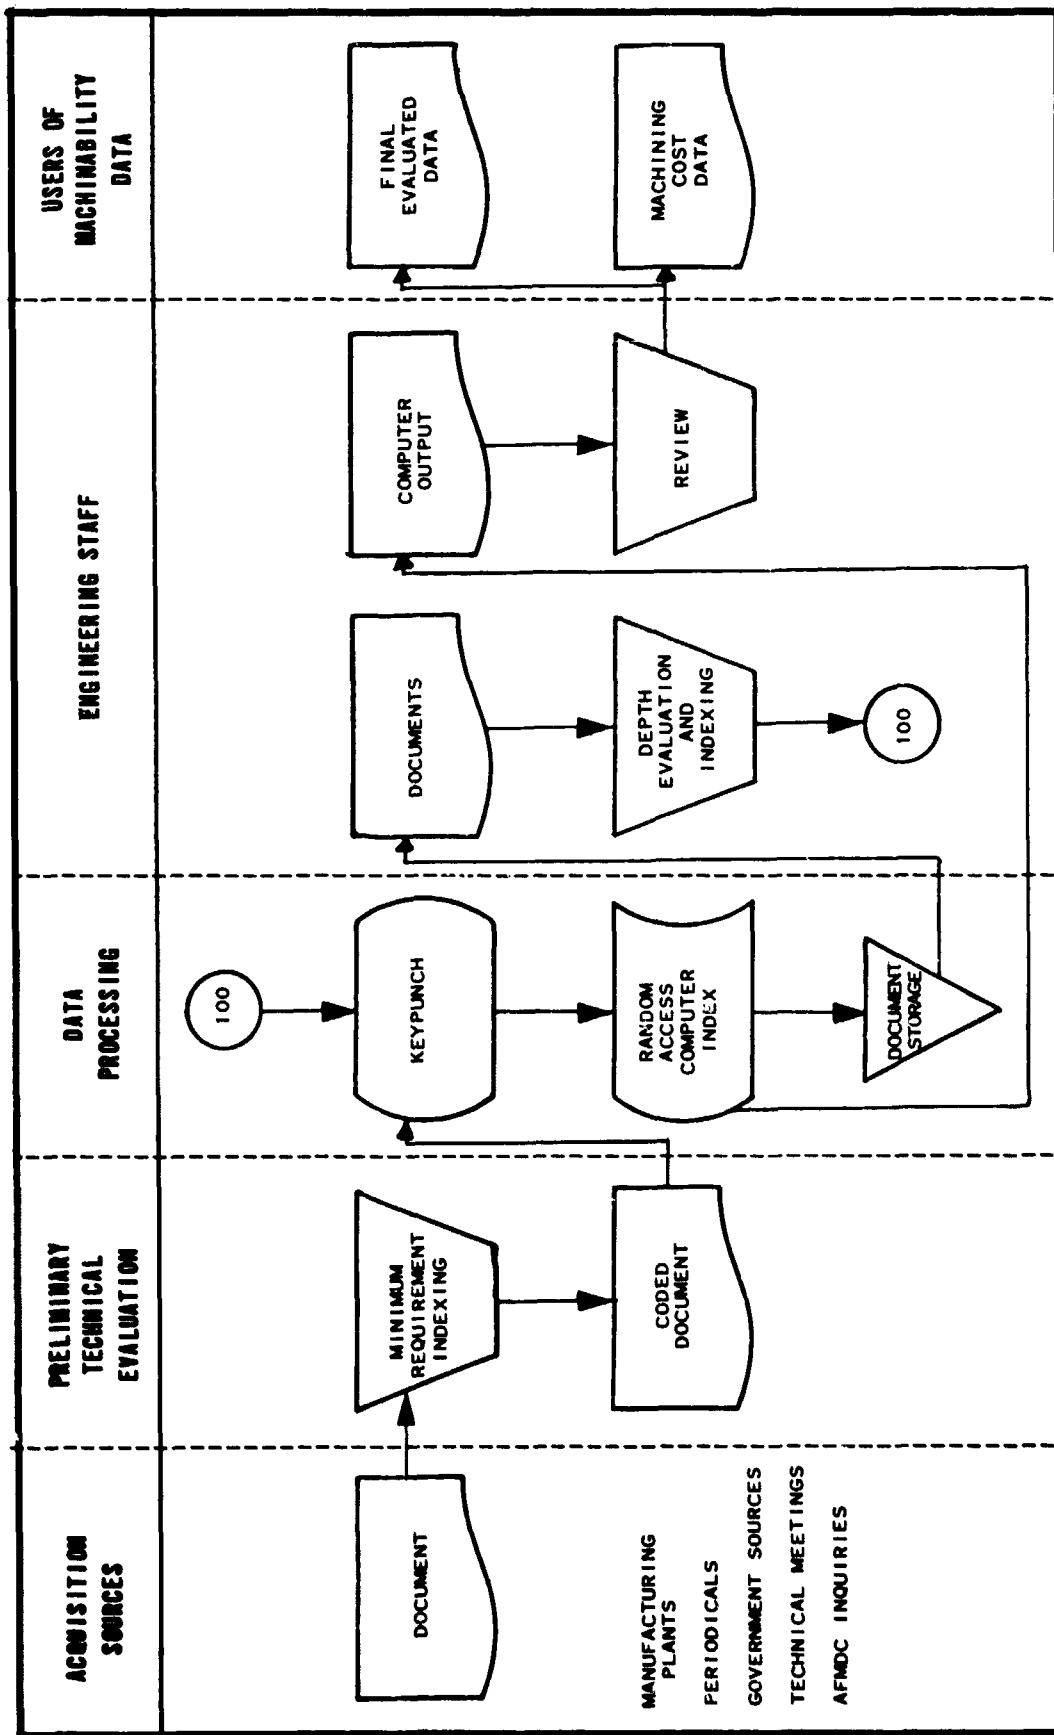 ACQUISITION
SOURCES
PRELIMINARY
TECHNICAL
EVALUATION
DATA
PROCESSING
ENGINEERING STAFF
USERS OF
MACHINABILITY
DATA
DOCUMENT
MANUFACTURING
PLANTS
PERIODICALS
GOVERNMENT SOURCES
TECHNICAL MEETINGS
AFMDC INQUIRIES
MINIMUM
REQUIREMENT
INDEXING
CODED
DOCUMENT
100
KEYPUNCH
RANDOM
ACCESS
COMPUTER
INDEX
DOCUMENT
STORAGE
DOCUMENTS
DEPTH
EVALUATION
AND
INDEXING
100
COMPUTER
OUTPUT
REVIEW
FINAL
EVALUATED
DATA
MACHINING
COST
DATA